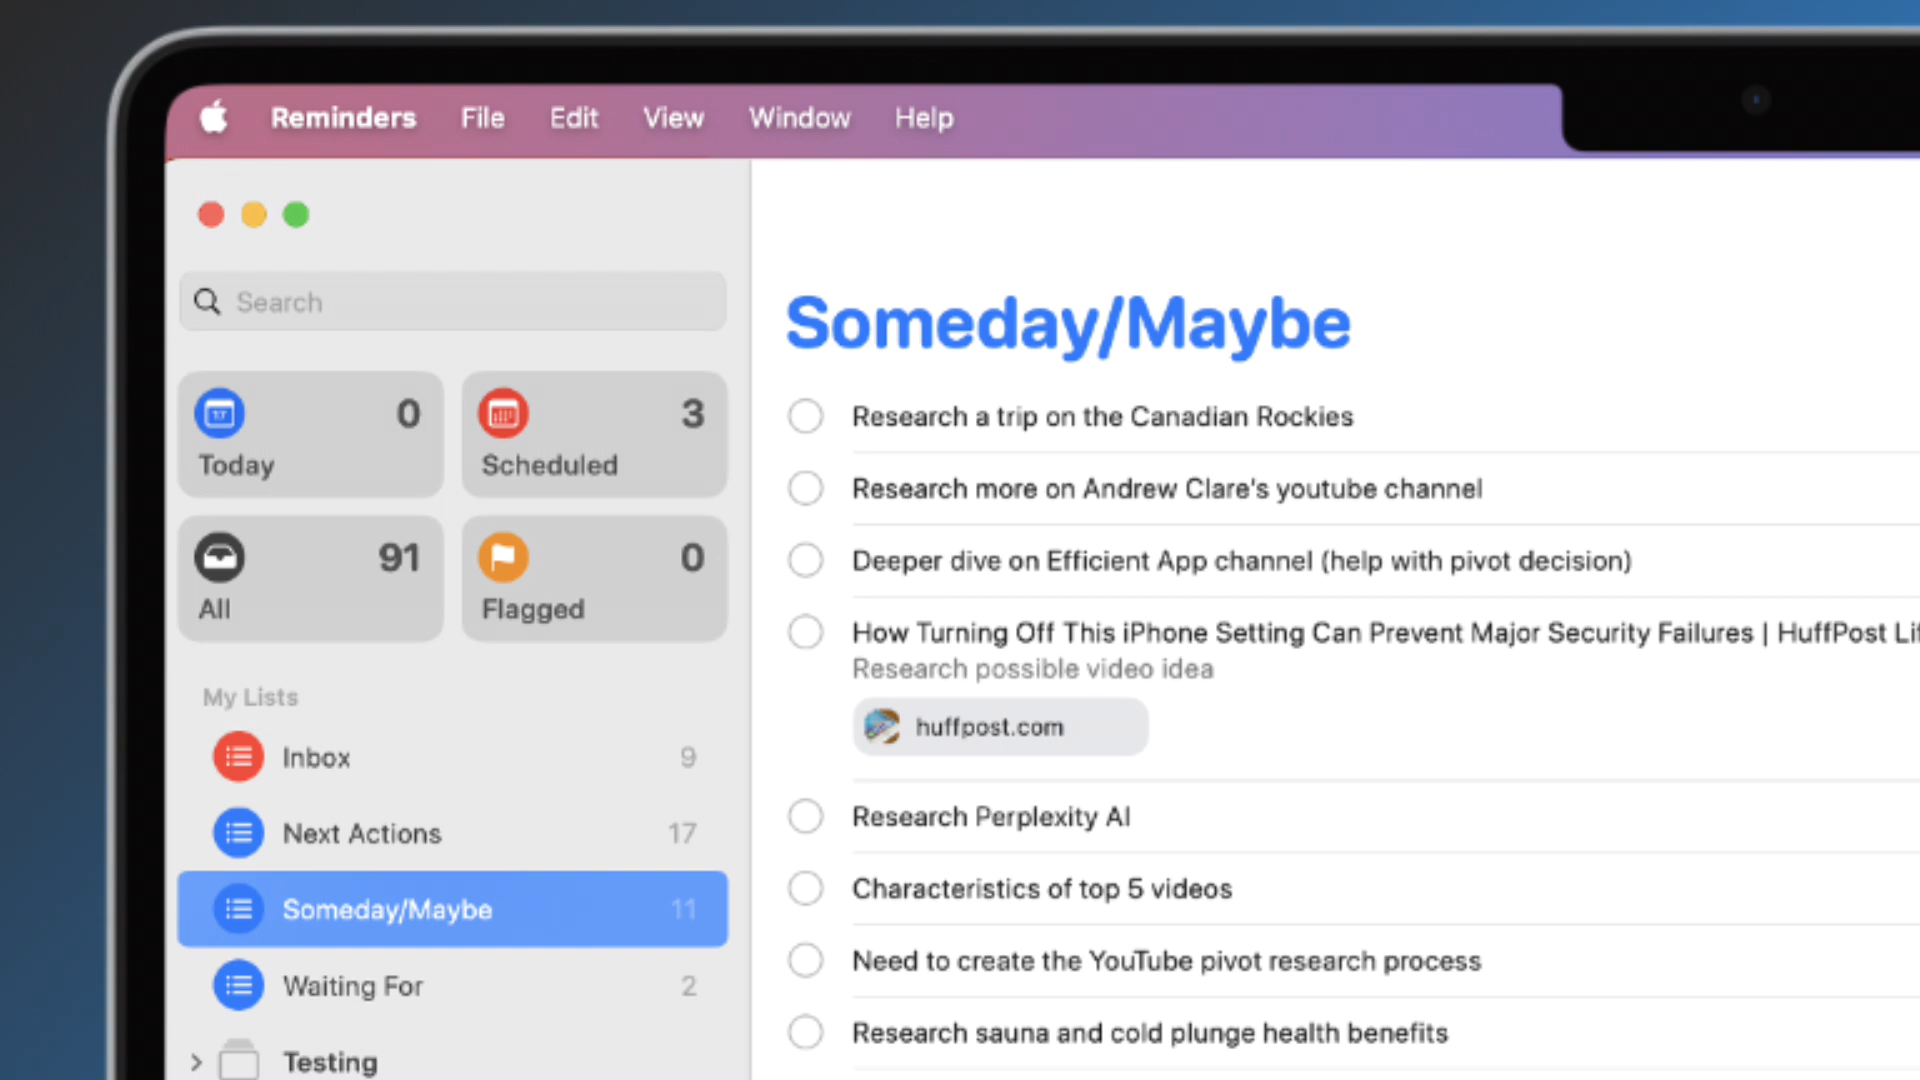 Reminders File Edit View Window Help
Search
0
3
Today
Scheduled
91
0
All
Flagged
My Lists
Inbox 9
Next Actions 17
Someday/Maybe 11
Waiting For 2
Testing
Someday/Maybe
Research a trip on the Canadian Rockies
Research more on Andrew Clare's youtube channel
Deeper dive on Efficient App channel (help with pivot decision)
How Turning Off This iPhone Setting Can Prevent Major Security Failures | HuffPost
Research possible video idea
huffpost.com
Research Perplexity AI
Characteristics of top 5 videos
Need to create the YouTube pivot research process
Research sauna and cold plunge health benefits